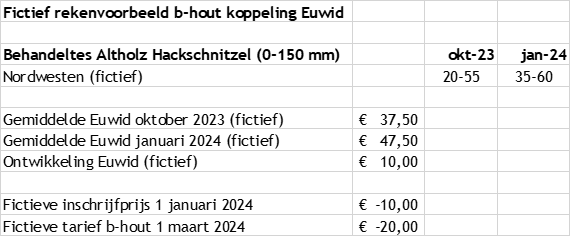 Fictief rekenvoorbeeld b-hout koppeling Euwid
Behandeltes Altholz Hackschnitzel (0-150 mm) okt-23 jan-24
Nordwesten (fictief) 20-55 35-60
Gemiddelde Euwid oktober 2023 (fictief) € 37,50
Gemiddelde Euwid januari 2024 (fictief) € 47,50
Ontwikkeling Euwid (fictief) € 10,00
Fictieve inschrijfprijs 1 januari 2024 € -10,00
Fictieve tarief b-hout 1 maart 2024 € -20,00